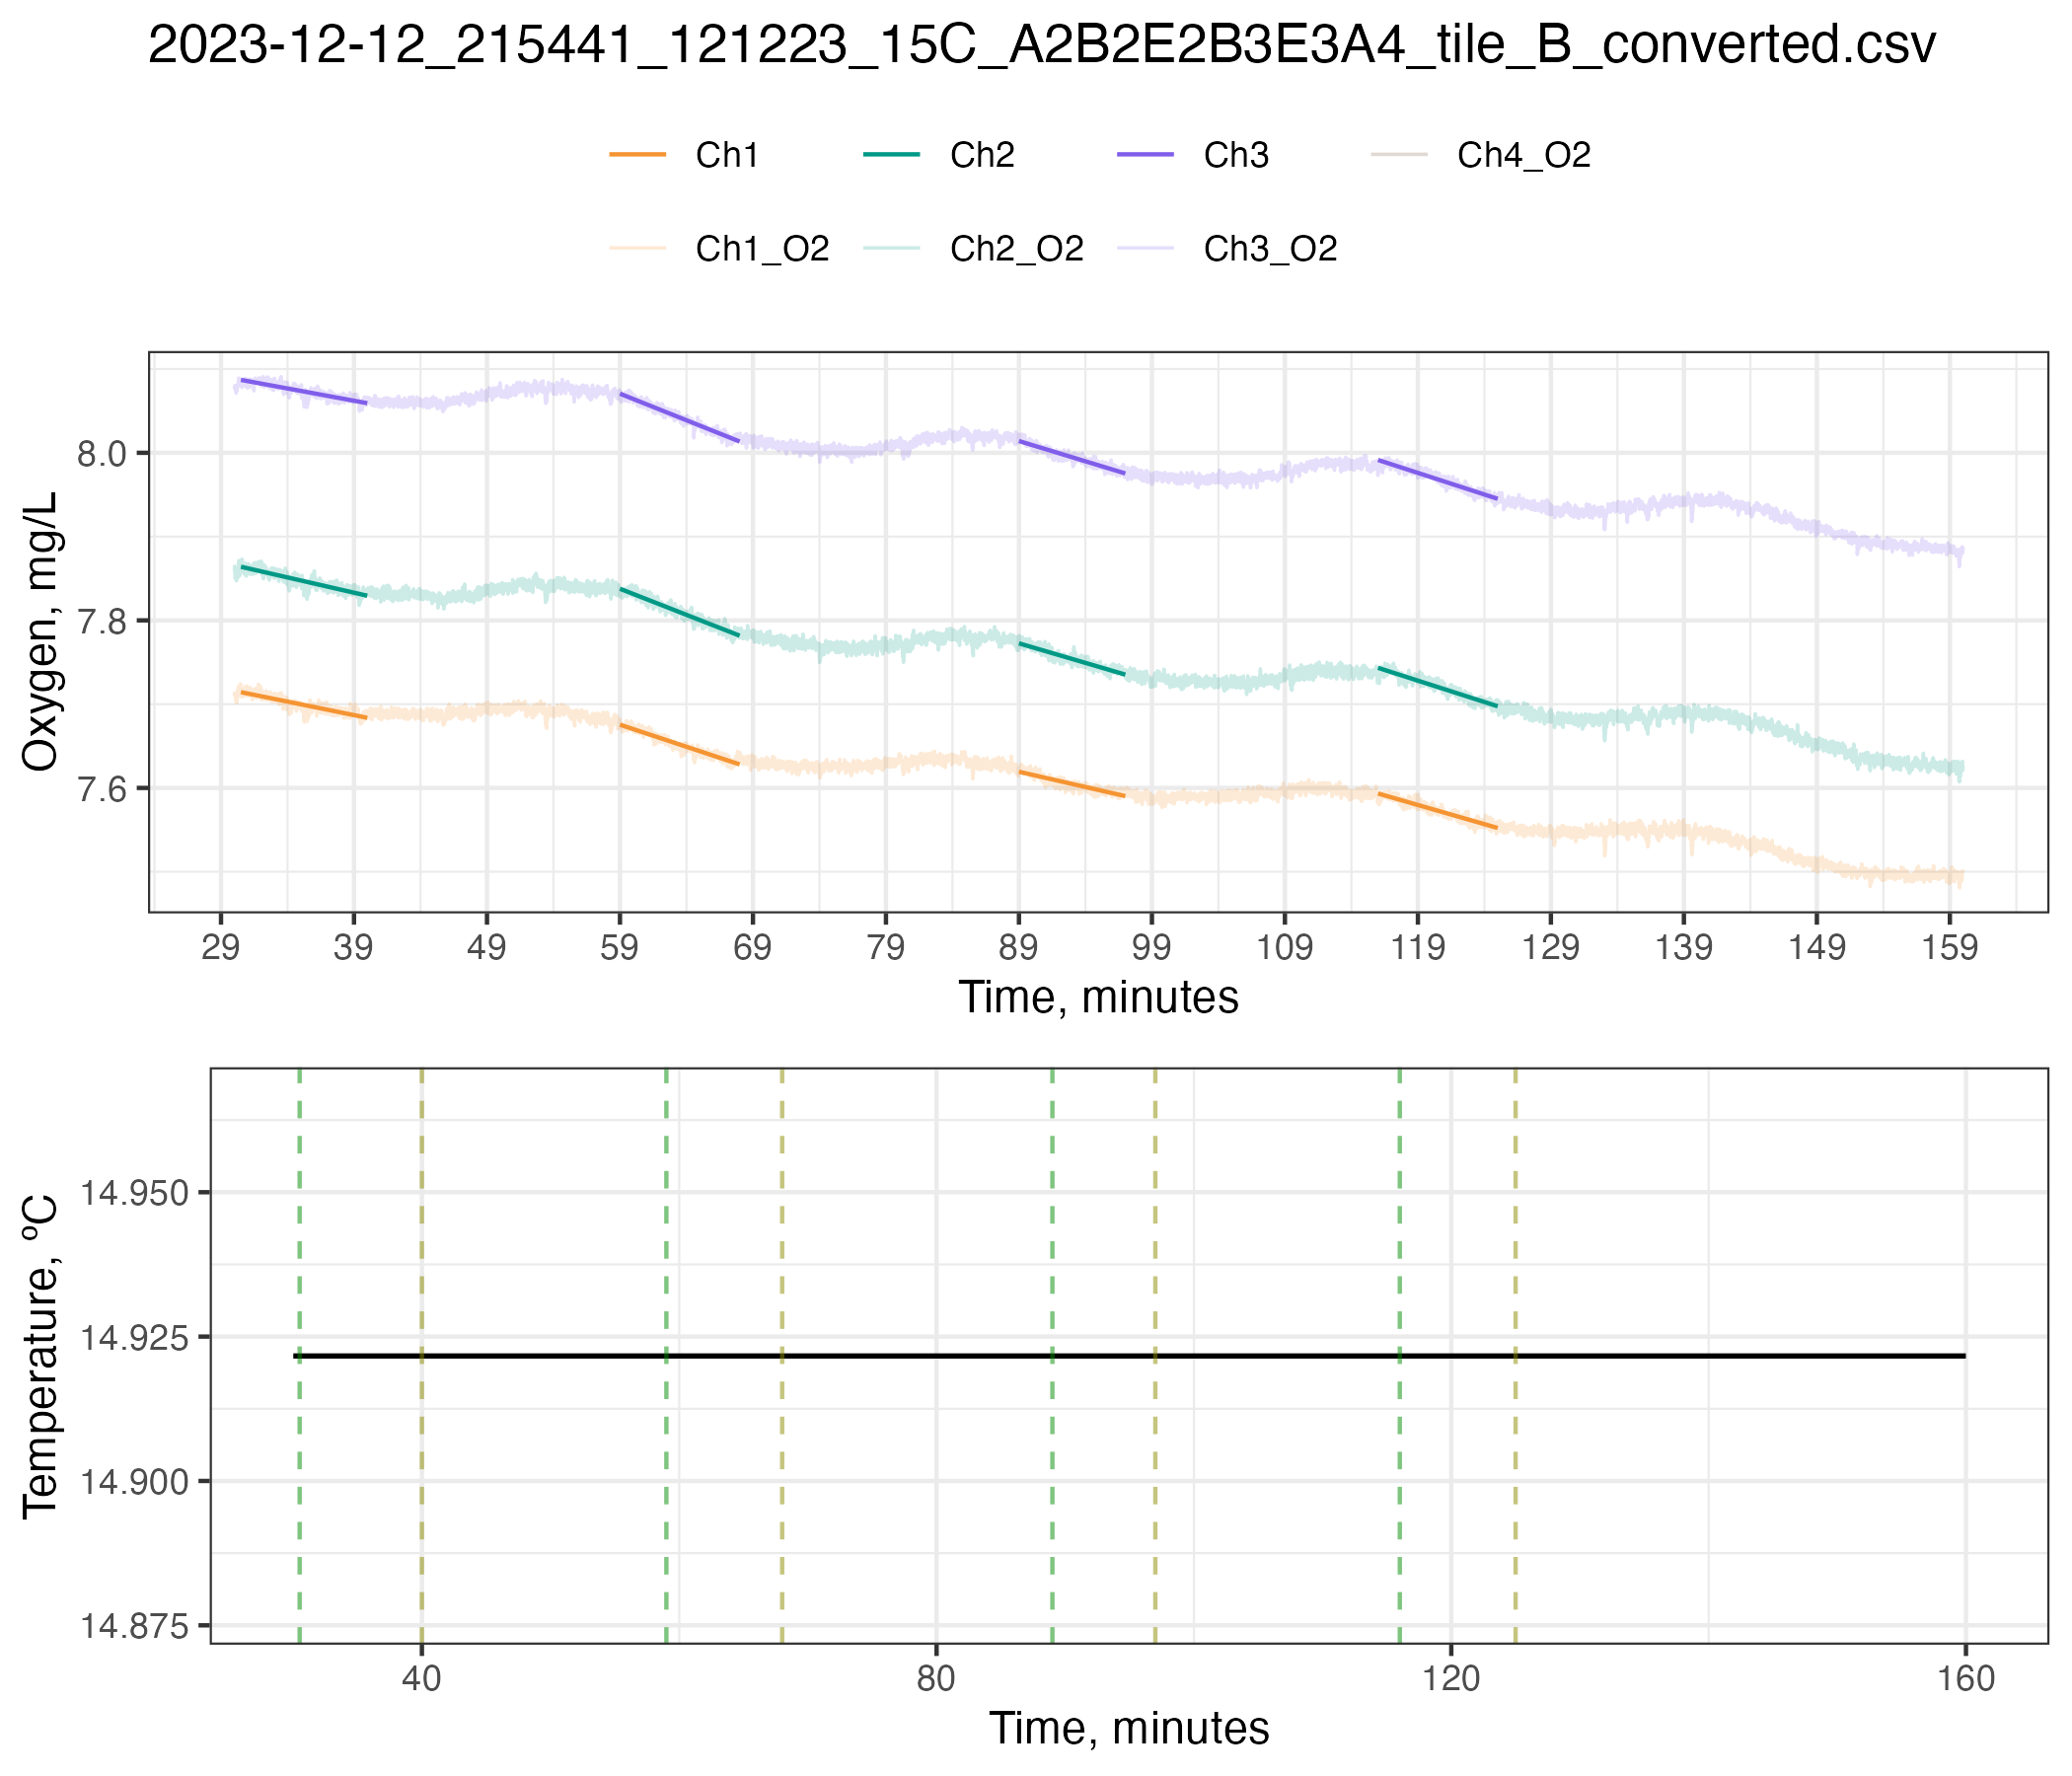 2023-12-12_215441_121223_15C_A2B2E2B3E3A4_tile_B_converted.csv
Ch1 Ch2 Ch3 Ch4_O2
Ch1_O2 Ch2_O2 Ch3_O2
Oxygen, mg/L
8.0
7.8
7.6
29 39 49 59 69 79 89 99 109 119 129 139 149 159
Time, minutes
Temperature, ºC
14.950
14.925
14.900
14.875
40 80 120 160
Time, minutes